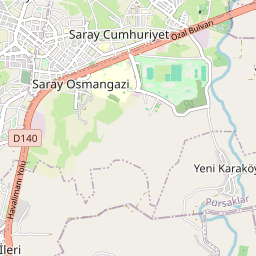 Saray Cumhuriyet
Özal Bulvarı
Saray Osmangazi
D140
Havalimanı Yolu
Yeni Karaköy
Pursaklar
İleri